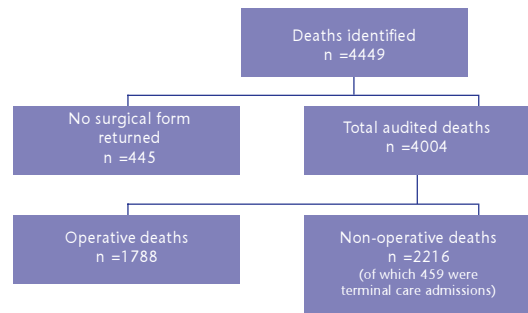 Deaths identified
n =4449
No surgical form
returned
n =445
Total audited deaths
n =4004
Operative deaths
n =1788
Non-operative deaths
n =2216
(of which 459 were
terminal care admissions)